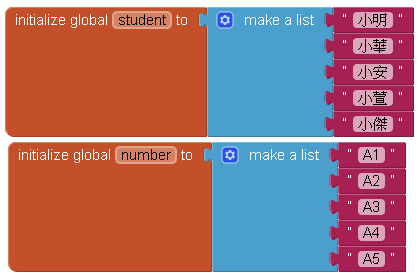 initialize global student to make a list " 小明 "
" 小華 "
" 小安 "
" 小萱 "
" 小傑 "
initialize global number to make a list " A1 "
" A2 "
" A3 "
" A4 "
" A5 "